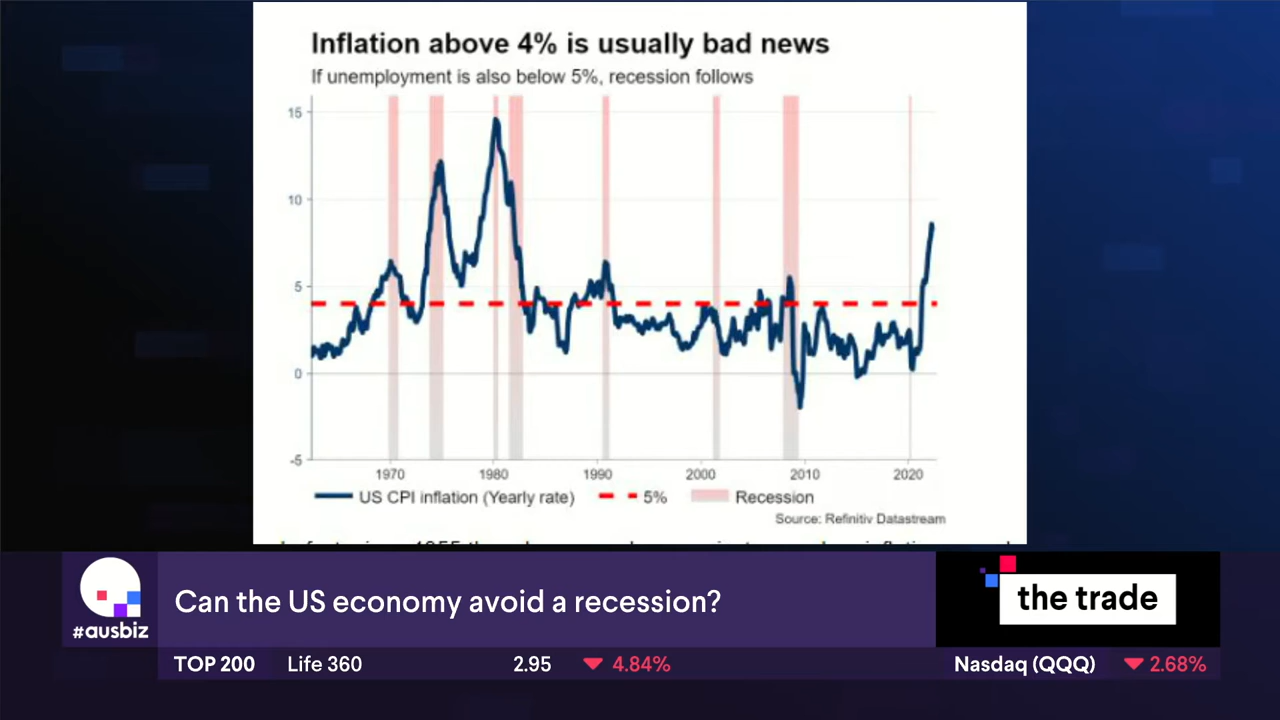 Inflation above 4% is usually bad news
If unemployment is also below 5%, recession follows
15
10
5
0
-5
1970 1980 1990 2000 2010 2020
US CPI inflation (Yearly rate) 5% Recession
Source: Refinitiv Datastream
#ausbiz
Can the US economy avoid a recession?
the trade
TOP 200 Life 360 2.95 4.84% Nasdaq (QQQ) 2.68%